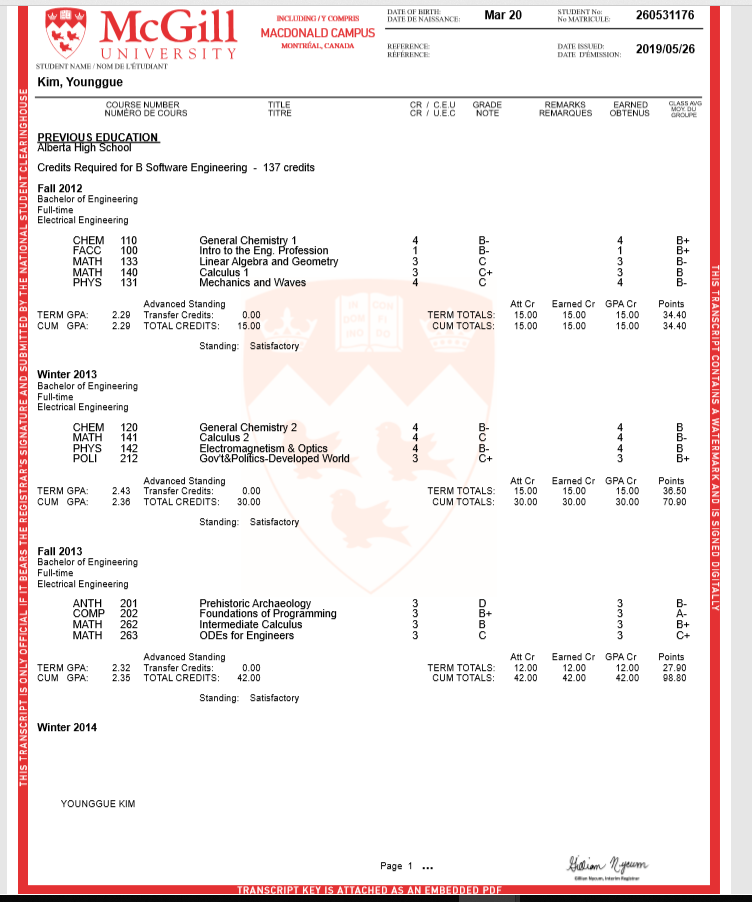 McGill
UNIVERSITY
INCLUDING / Y COMPRIS
MACDONALD CAMPUS
MONTRÉAL, CANADA
DATE OF BIRTH:
DATE DE NAISSANCE:
Mar 20
STUDENT No:
No MATRICULE:
260531176
REFERENCE:
RÉFÉRENCE:
DATE ISSUED:
DATE D'ÉMISSION:
2019/05/26
STUDENT NAME / NOM DE L'ÉTUDIANT
Kim, Younggue
COURSE NUMBER TITLE CR / C.E.U GRADE REMARKS EARNED CLASS AVG
NUMÉRO DE COURS TITRE CR / U.E.C NOTE REMARQUES OBTENUS MOY. DU GROUPE
PREVIOUS EDUCATION
Alberta High School
Credits Required for B Software Engineering - 137 credits
Fall 2012
Bachelor of Engineering
Full-time
Electrical Engineering
CHEM 110 General Chemistry 1 4 B- 4 B+
FACC 100 Intro to the Eng. Profession 1 B- 1 B+
MATH 133 Linear Algebra and Geometry 3 C 3 B-
MATH 140 Calculus 1 3 C+ 3 B
PHYS 131 Mechanics and Waves 4 C 4 B-
Advanced Standing Att Cr Earned Cr GPA Cr Points
TERM GPA: 2.29 Transfer Credits: 0.00 TERM TOTALS: 15.00 15.00 15.00 34.40
CUM GPA: 2.29 TOTAL CREDITS: 15.00 CUM TOTALS: 15.00 15.00 15.00 34.40
Standing: Satisfactory
Winter 2013
Bachelor of Engineering
Full-time
Electrical Engineering
CHEM 120 General Chemistry 2 4 B- 4 B
MATH 141 Calculus 2 4 C 4 B-
PHYS 142 Electromagnetism & Optics 4 B- 4 B
POLI 212 Gov't&Politics-Developed World 3 C+ 3 B+
Advanced Standing Att Cr Earned Cr GPA Cr Points
TERM GPA: 2.43 Transfer Credits: 0.00 TERM TOTALS: 15.00 15.00 15.00 36.50
CUM GPA: 2.36 TOTAL CREDITS: 30.00 CUM TOTALS: 30.00 30.00 30.00 70.90
Standing: Satisfactory
Fall 2013
Bachelor of Engineering
Full-time
Electrical Engineering
ANTH 201 Prehistoric Archaeology 3 D 3 B-
COMP 202 Foundations of Programming 3 B+ 3 A-
MATH 262 Intermediate Calculus 3 B 3 B+
MATH 263 ODEs for Engineers 3 C 3 C+
Advanced Standing Att Cr Earned Cr GPA Cr Points
TERM GPA: 2.32 Transfer Credits: 0.00 TERM TOTALS: 12.00 12.00 12.00 27.90
CUM GPA: 2.35 TOTAL CREDITS: 42.00 CUM TOTALS: 42.00 42.00 42.00 98.80
Standing: Satisfactory
Winter 2014
YOUNGGUE KIM
Page 1 ...
Gillian Nycum
Gillian Nycum, Interim Registrar
TRANSCRIPT KEY IS ATTACHED AS AN EMBEDDED PDF
THIS TRANSCRIPT IS ONLY OFFICIAL IF IT BEARS THE REGISTRAR'S SIGNATURE AND SUBMITTED BY THE NATIONAL STUDENT CLEARINGHOUSE
THIS TRANSCRIPT CONTAINS A WATERMARK AND IS SIGNED DIGITALLY